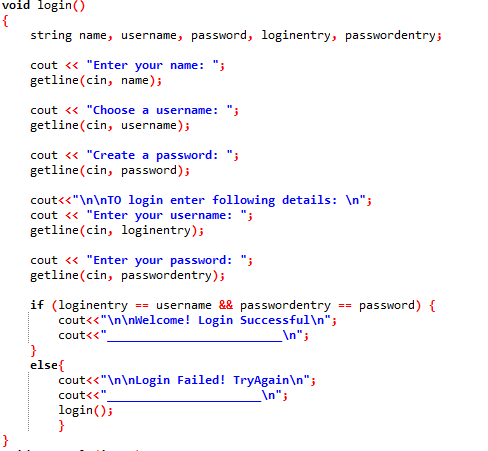 void login()
{
string name, username, password, loginentry, passwordentry;
cout << "Enter your name: ";
getline(cin, name);
cout << "Choose a username: ";
getline(cin, username);
cout << "Create a password: ";
getline(cin, password);
cout<<"\n\nTO login enter following details: \n";
cout << "Enter your username: ";
getline(cin, loginentry);
cout << "Enter your password: ";
getline(cin, passwordentry);
if (loginentry == username && passwordentry == password) {
cout<<"\n\nWelcome! Login Successful\n";
cout<<"_________________________\n";
}
else{
cout<<"\n\nLogin Failed! TryAgain\n";
cout<<"______________________\n";
login();
}
}